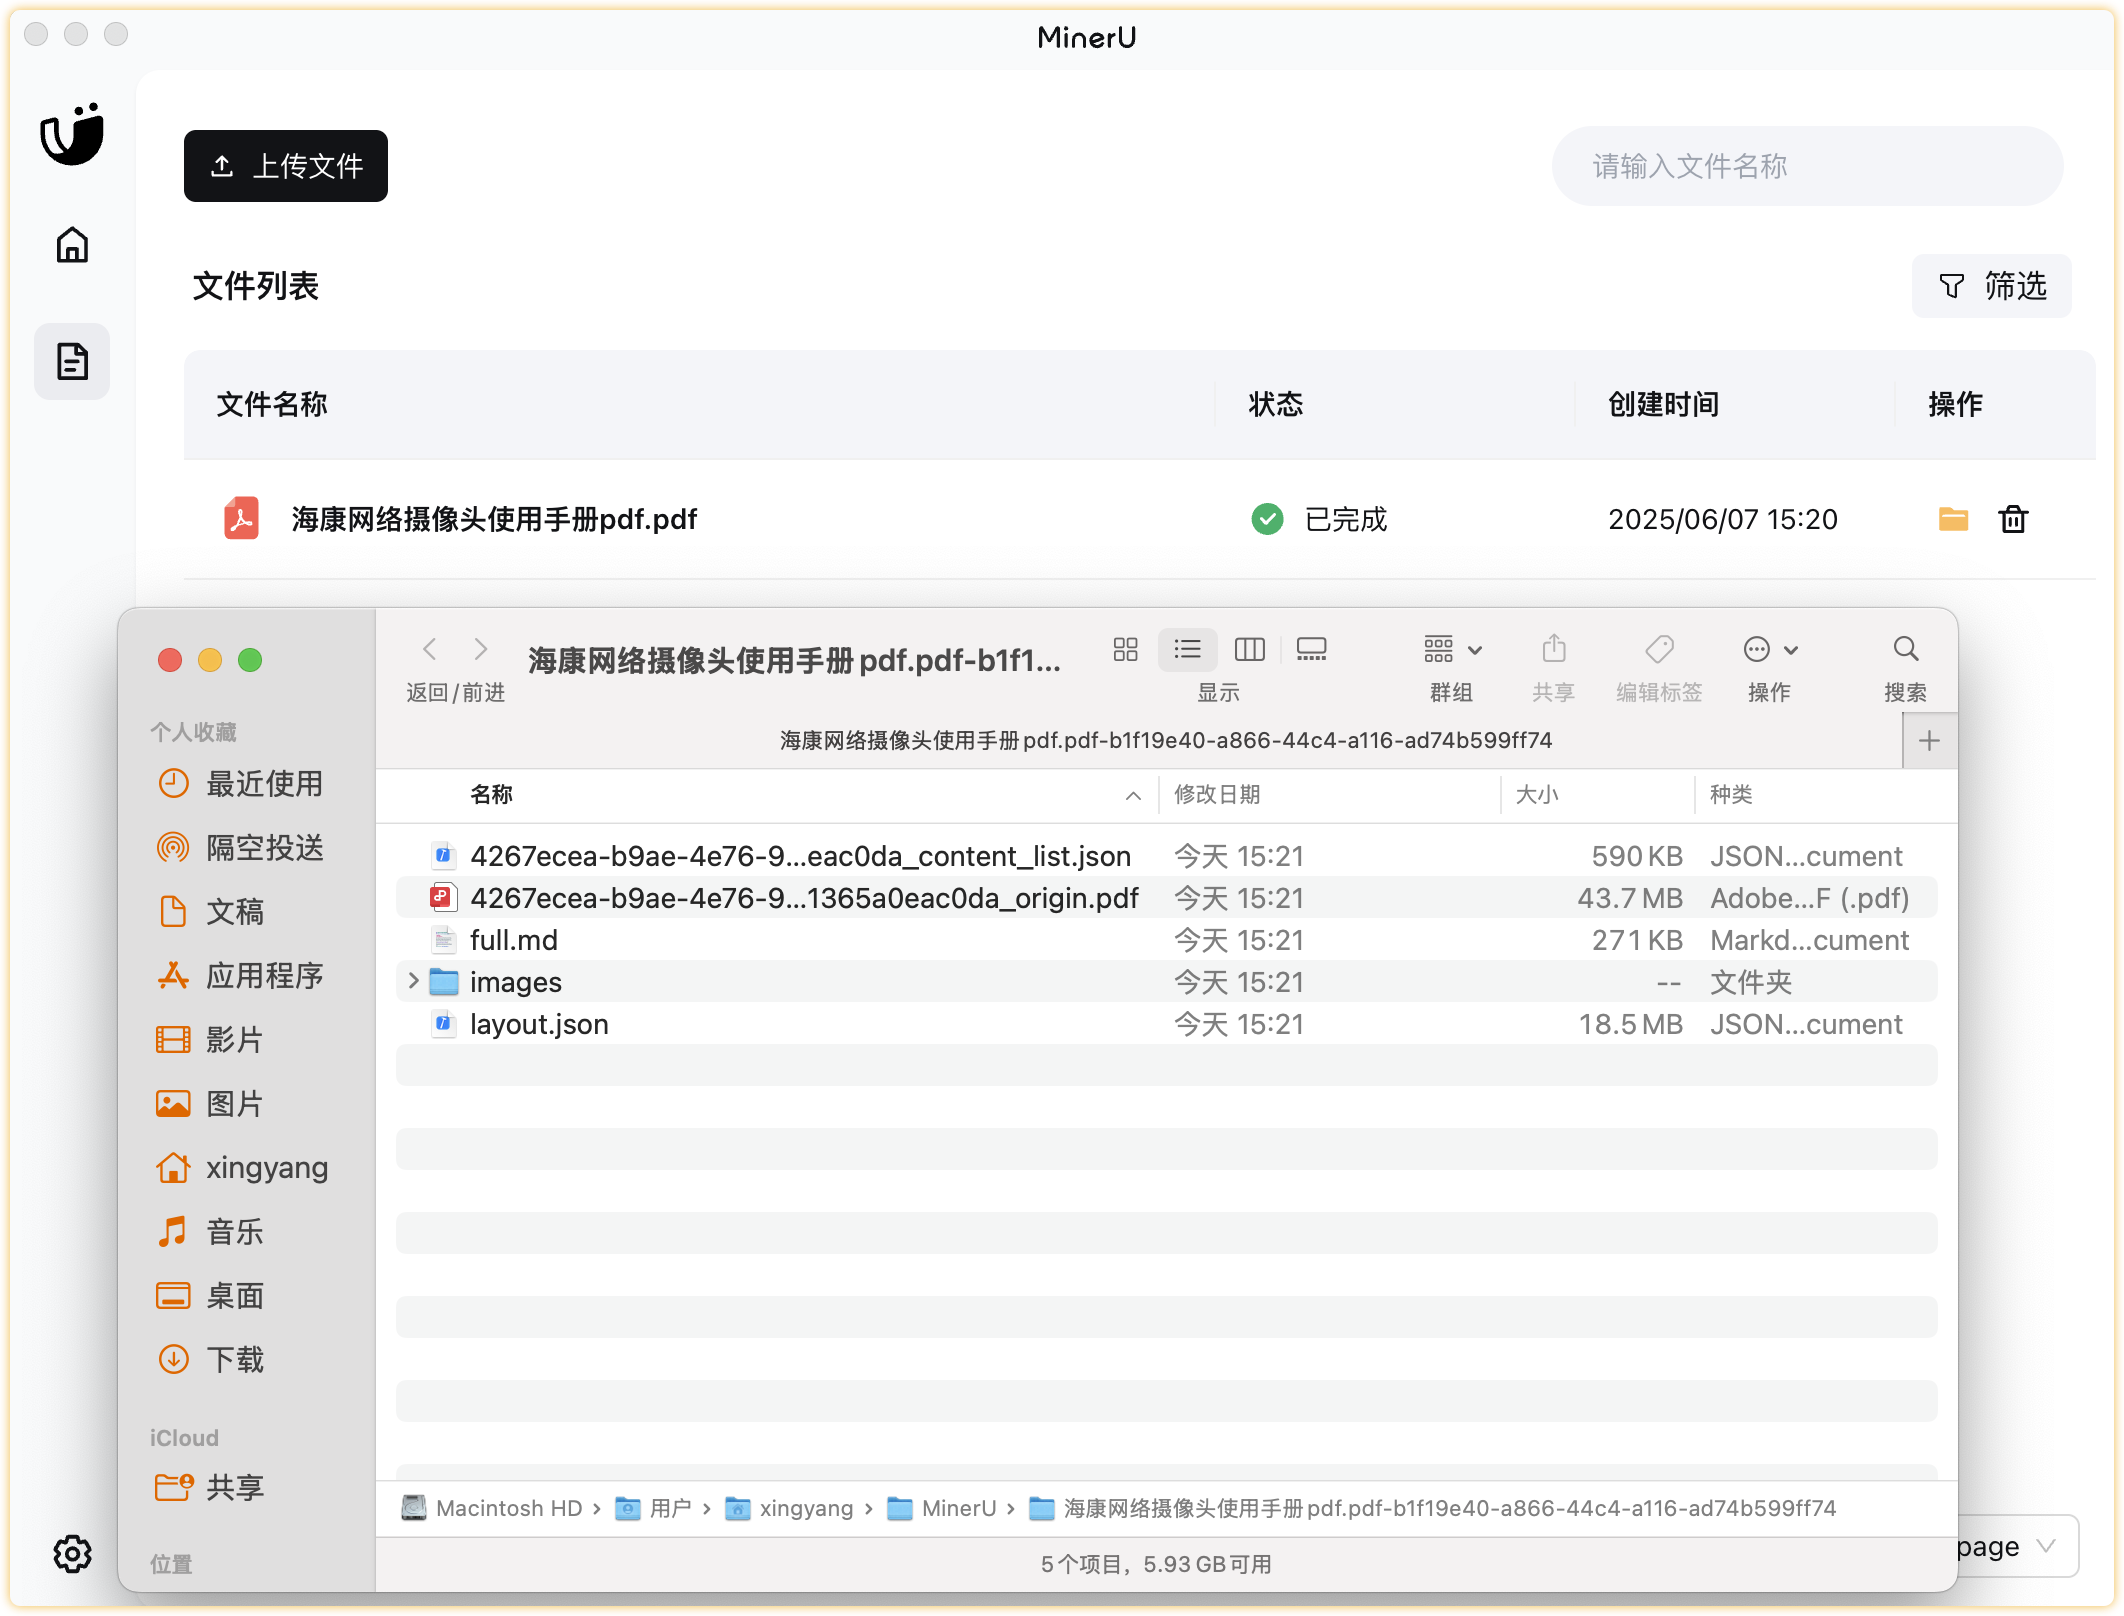 MinerU
上传文件
请输入文件名称
文件列表
筛选
文件名称 状态 创建时间 操作
海康网络摄像头使用手册pdf.pdf 已完成 2025/06/07 15:20
海康网络摄像头使用手册pdf.pdf-b1f1...
返回/前进 显示 群组 共享 编辑标签 操作 搜索
海康网络摄像头使用手册pdf.pdf-b1f19e40-a866-44c4-a116-ad74b599ff74
个人收藏
最近使用
隔空投送
文稿
应用程序
影片
图片
xingyang
音乐
桌面
下载
iCloud
共享
位置
名称 修改日期 大小 种类
4267ecea-b9ae-4e76-9...eac0da_content_list.json 今天 15:21 590 KB JSON...cument
4267ecea-b9ae-4e76-9...1365a0eac0da_origin.pdf 今天 15:21 43.7 MB Adobe...F (.pdf)
full.md 今天 15:21 271 KB Markd...cument
images 今天 15:21 -- 文件夹
layout.json 今天 15:21 18.5 MB JSON...cument
Macintosh HD › 用户 › xingyang › MinerU › 海康网络摄像头使用手册pdf.pdf-b1f19e40-a866-44c4-a116-ad74b599ff74
5个项目，5.93 GB可用
page